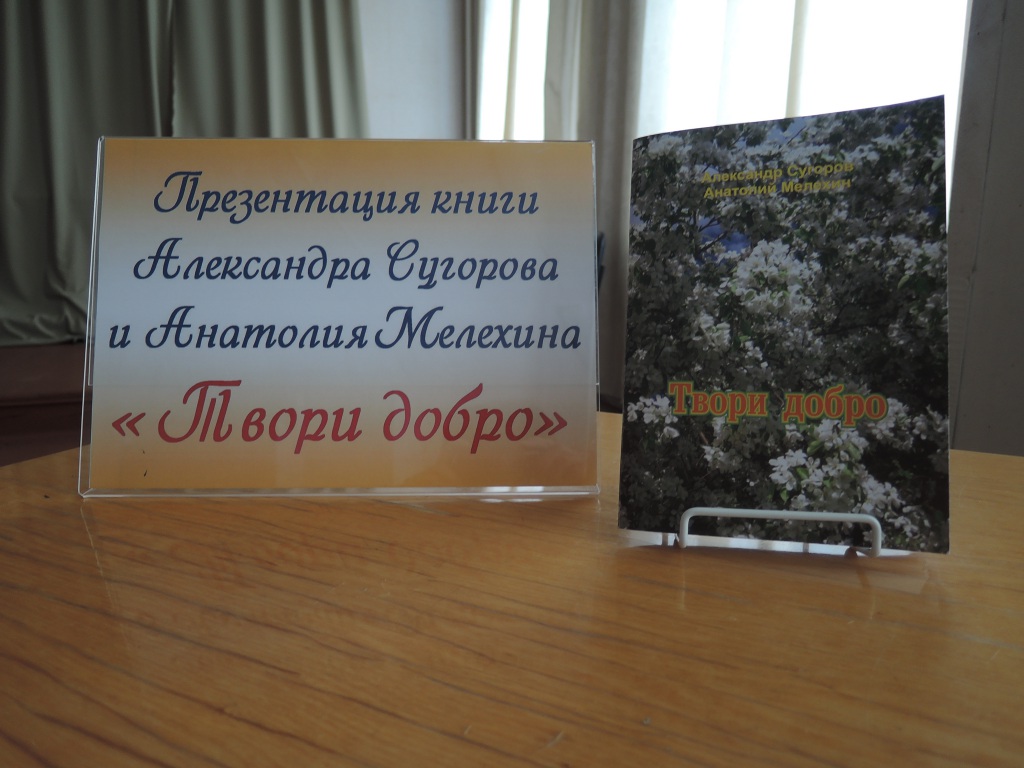 Презентация книги
Александра Сугорова
и Анатолия Мелехина
« Твори добро»
Александр Сугоров
Анатолий Мелехин
Твори добро